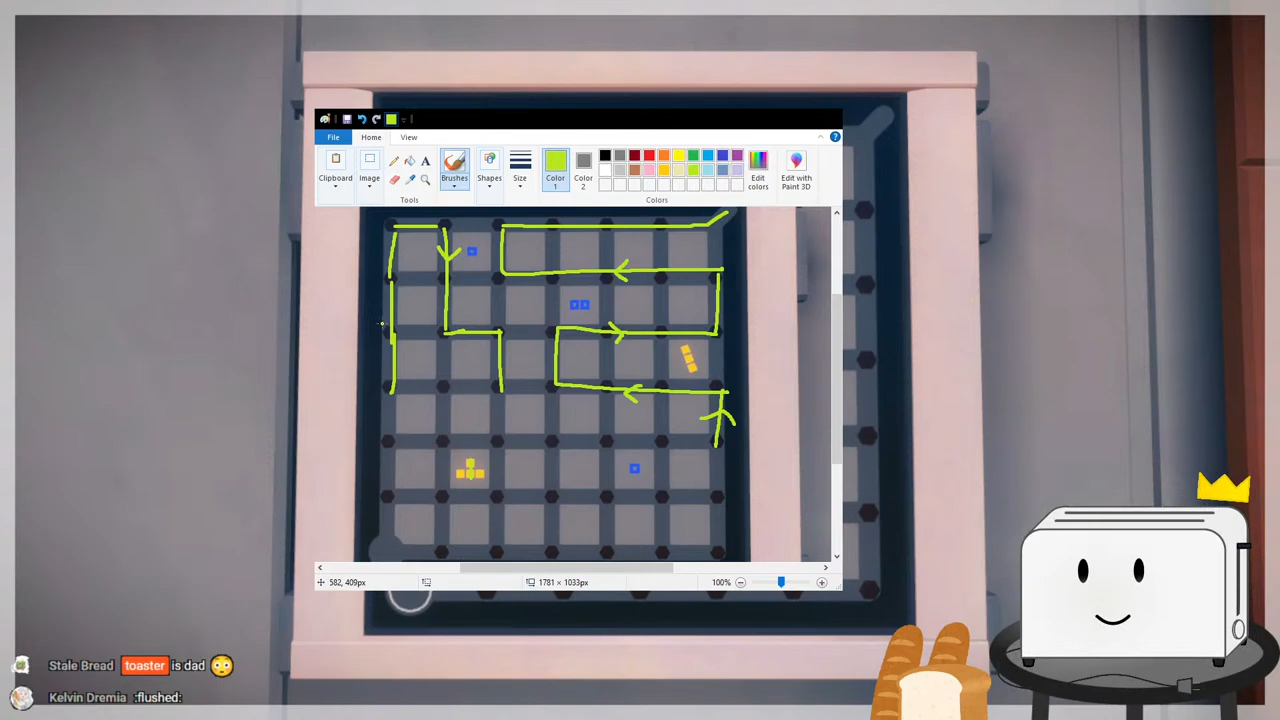 File
Home
View
Clipboard
Image
Tools
A
Brushes
Shapes
Size
Color
1
Color
2
Colors
Edit
colors
Edit with
Paint 3D
582, 409px
1781 × 1033px
100%
Stale Bread toaster is dad
Kelvin Dremia :flushed: